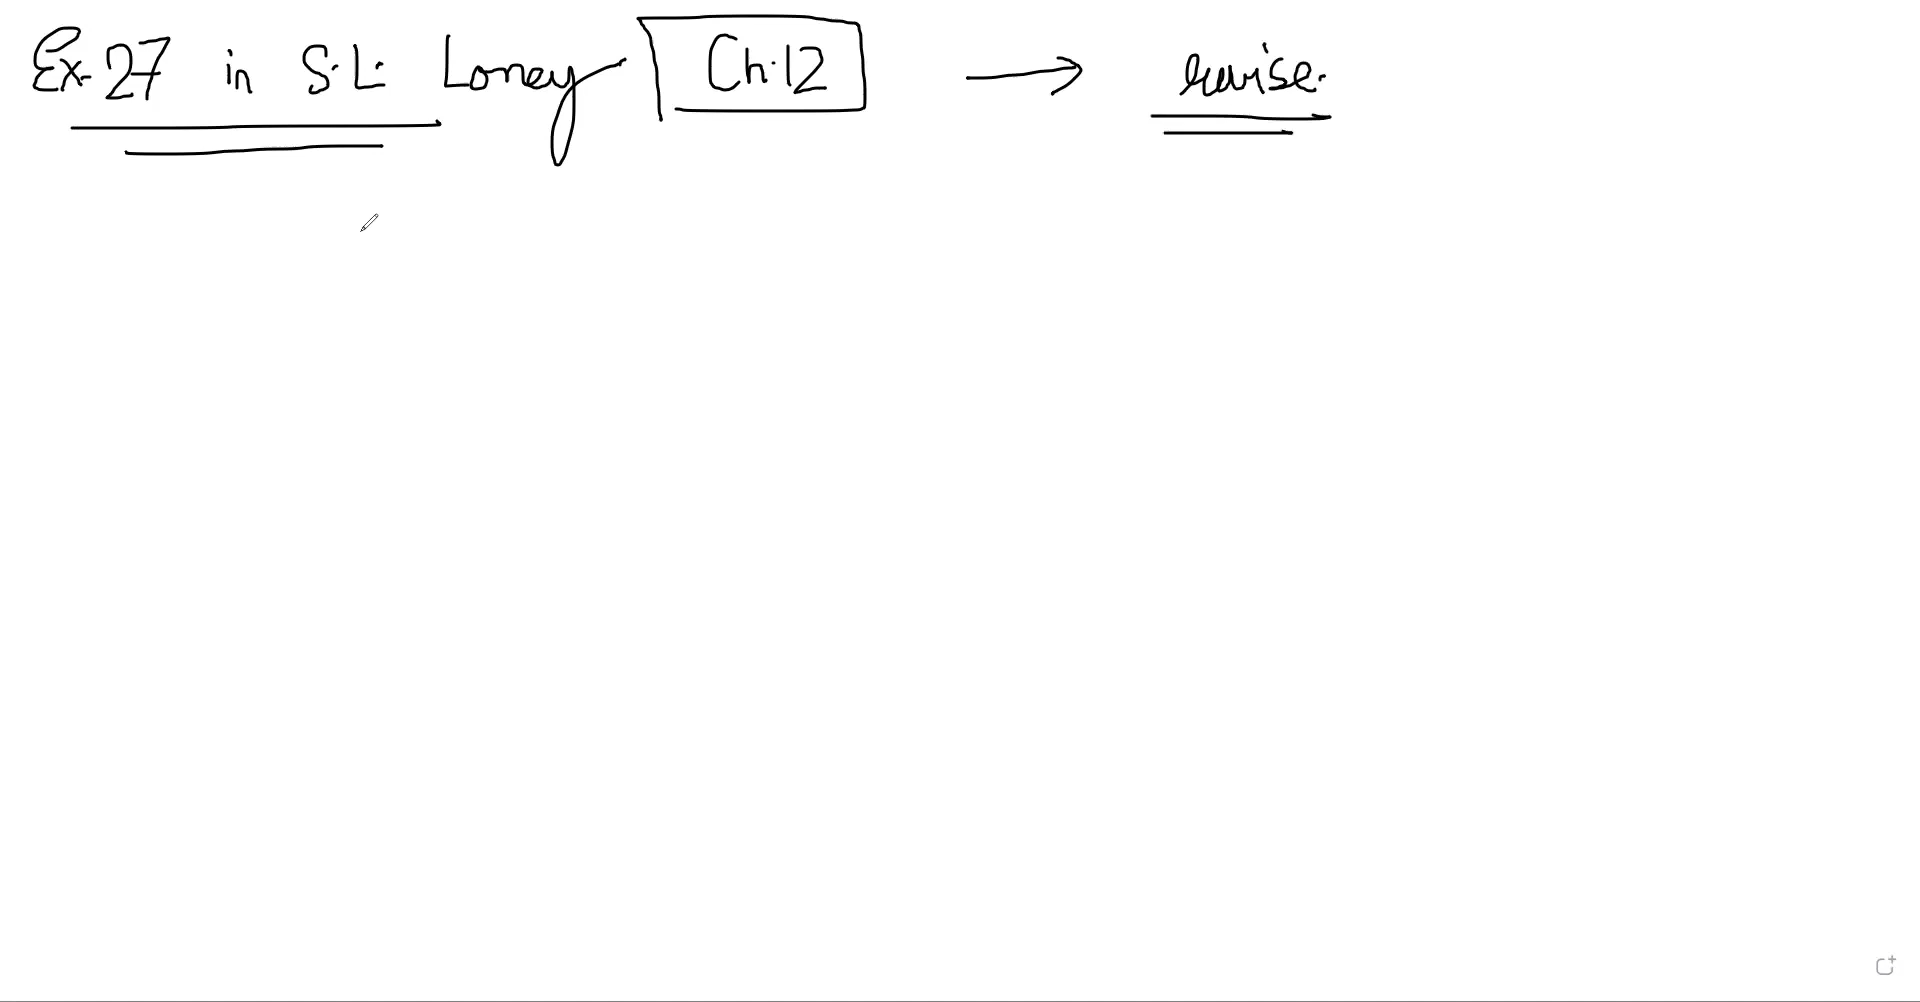 Ex. 27 in S.L. Loney Ch.12 → revise.